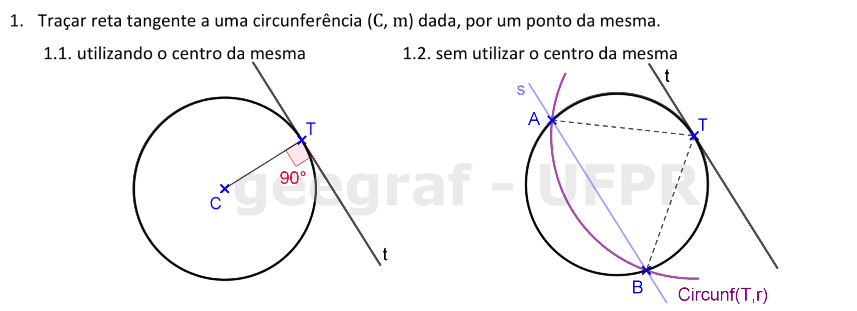 1. Traçar reta tangente a uma circunferência (C, m) dada, por um ponto da mesma.
1.1. utilizando o centro da mesma
1.2. sem utilizar o centro da mesma
T
90°
C
t
s
A
t
T
B
Circunf(T,r)
geegraf - UFPR